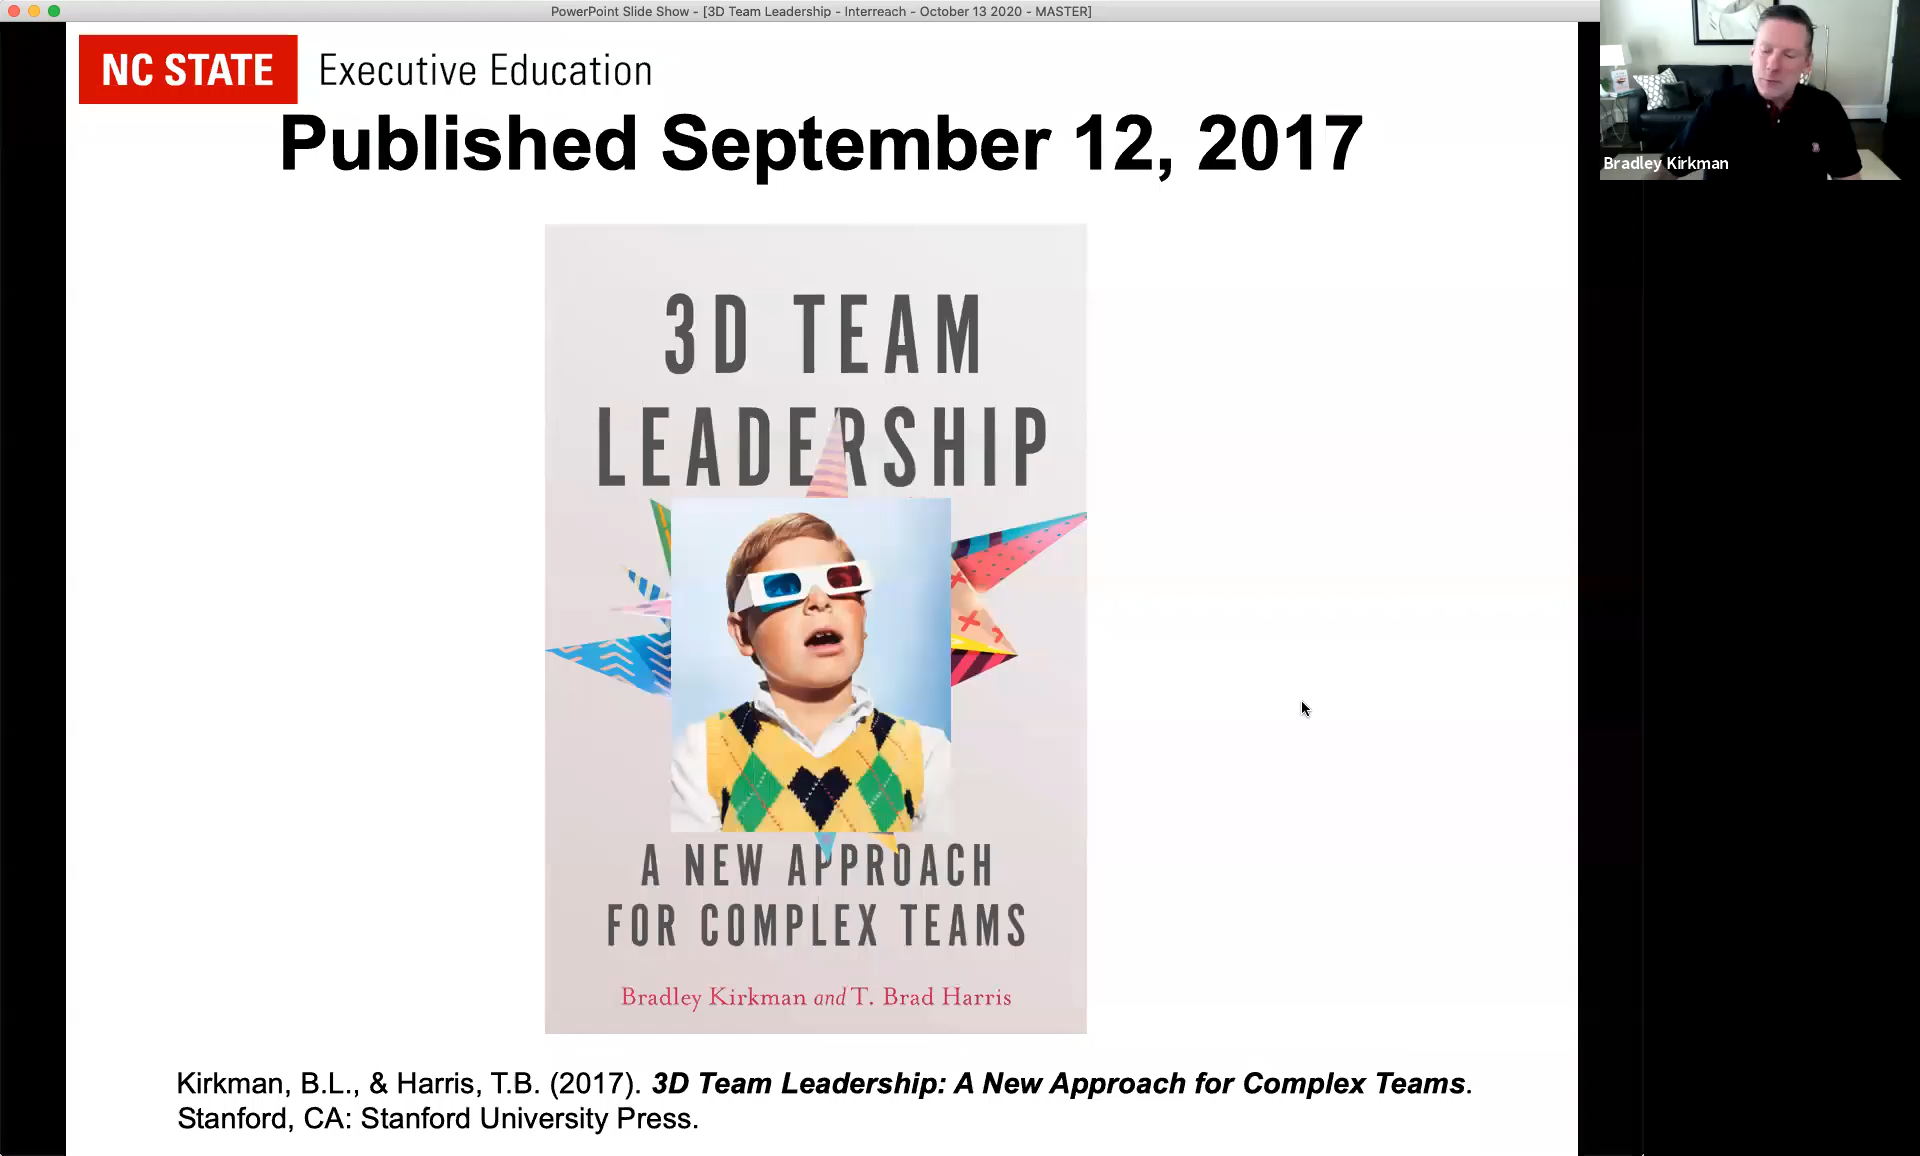 PowerPoint Slide Show - [3D Team Leadership - Interreach - October 13 2020 - MASTER]
NC STATE Executive Education
Published September 12, 2017
3D TEAM
LEADERSHIP
A NEW APPROACH
FOR COMPLEX TEAMS
Bradley Kirkman and T. Brad Harris
Kirkman, B.L., & Harris, T.B. (2017). 3D Team Leadership: A New Approach for Complex Teams.
Stanford, CA: Stanford University Press.
Bradley Kirkman